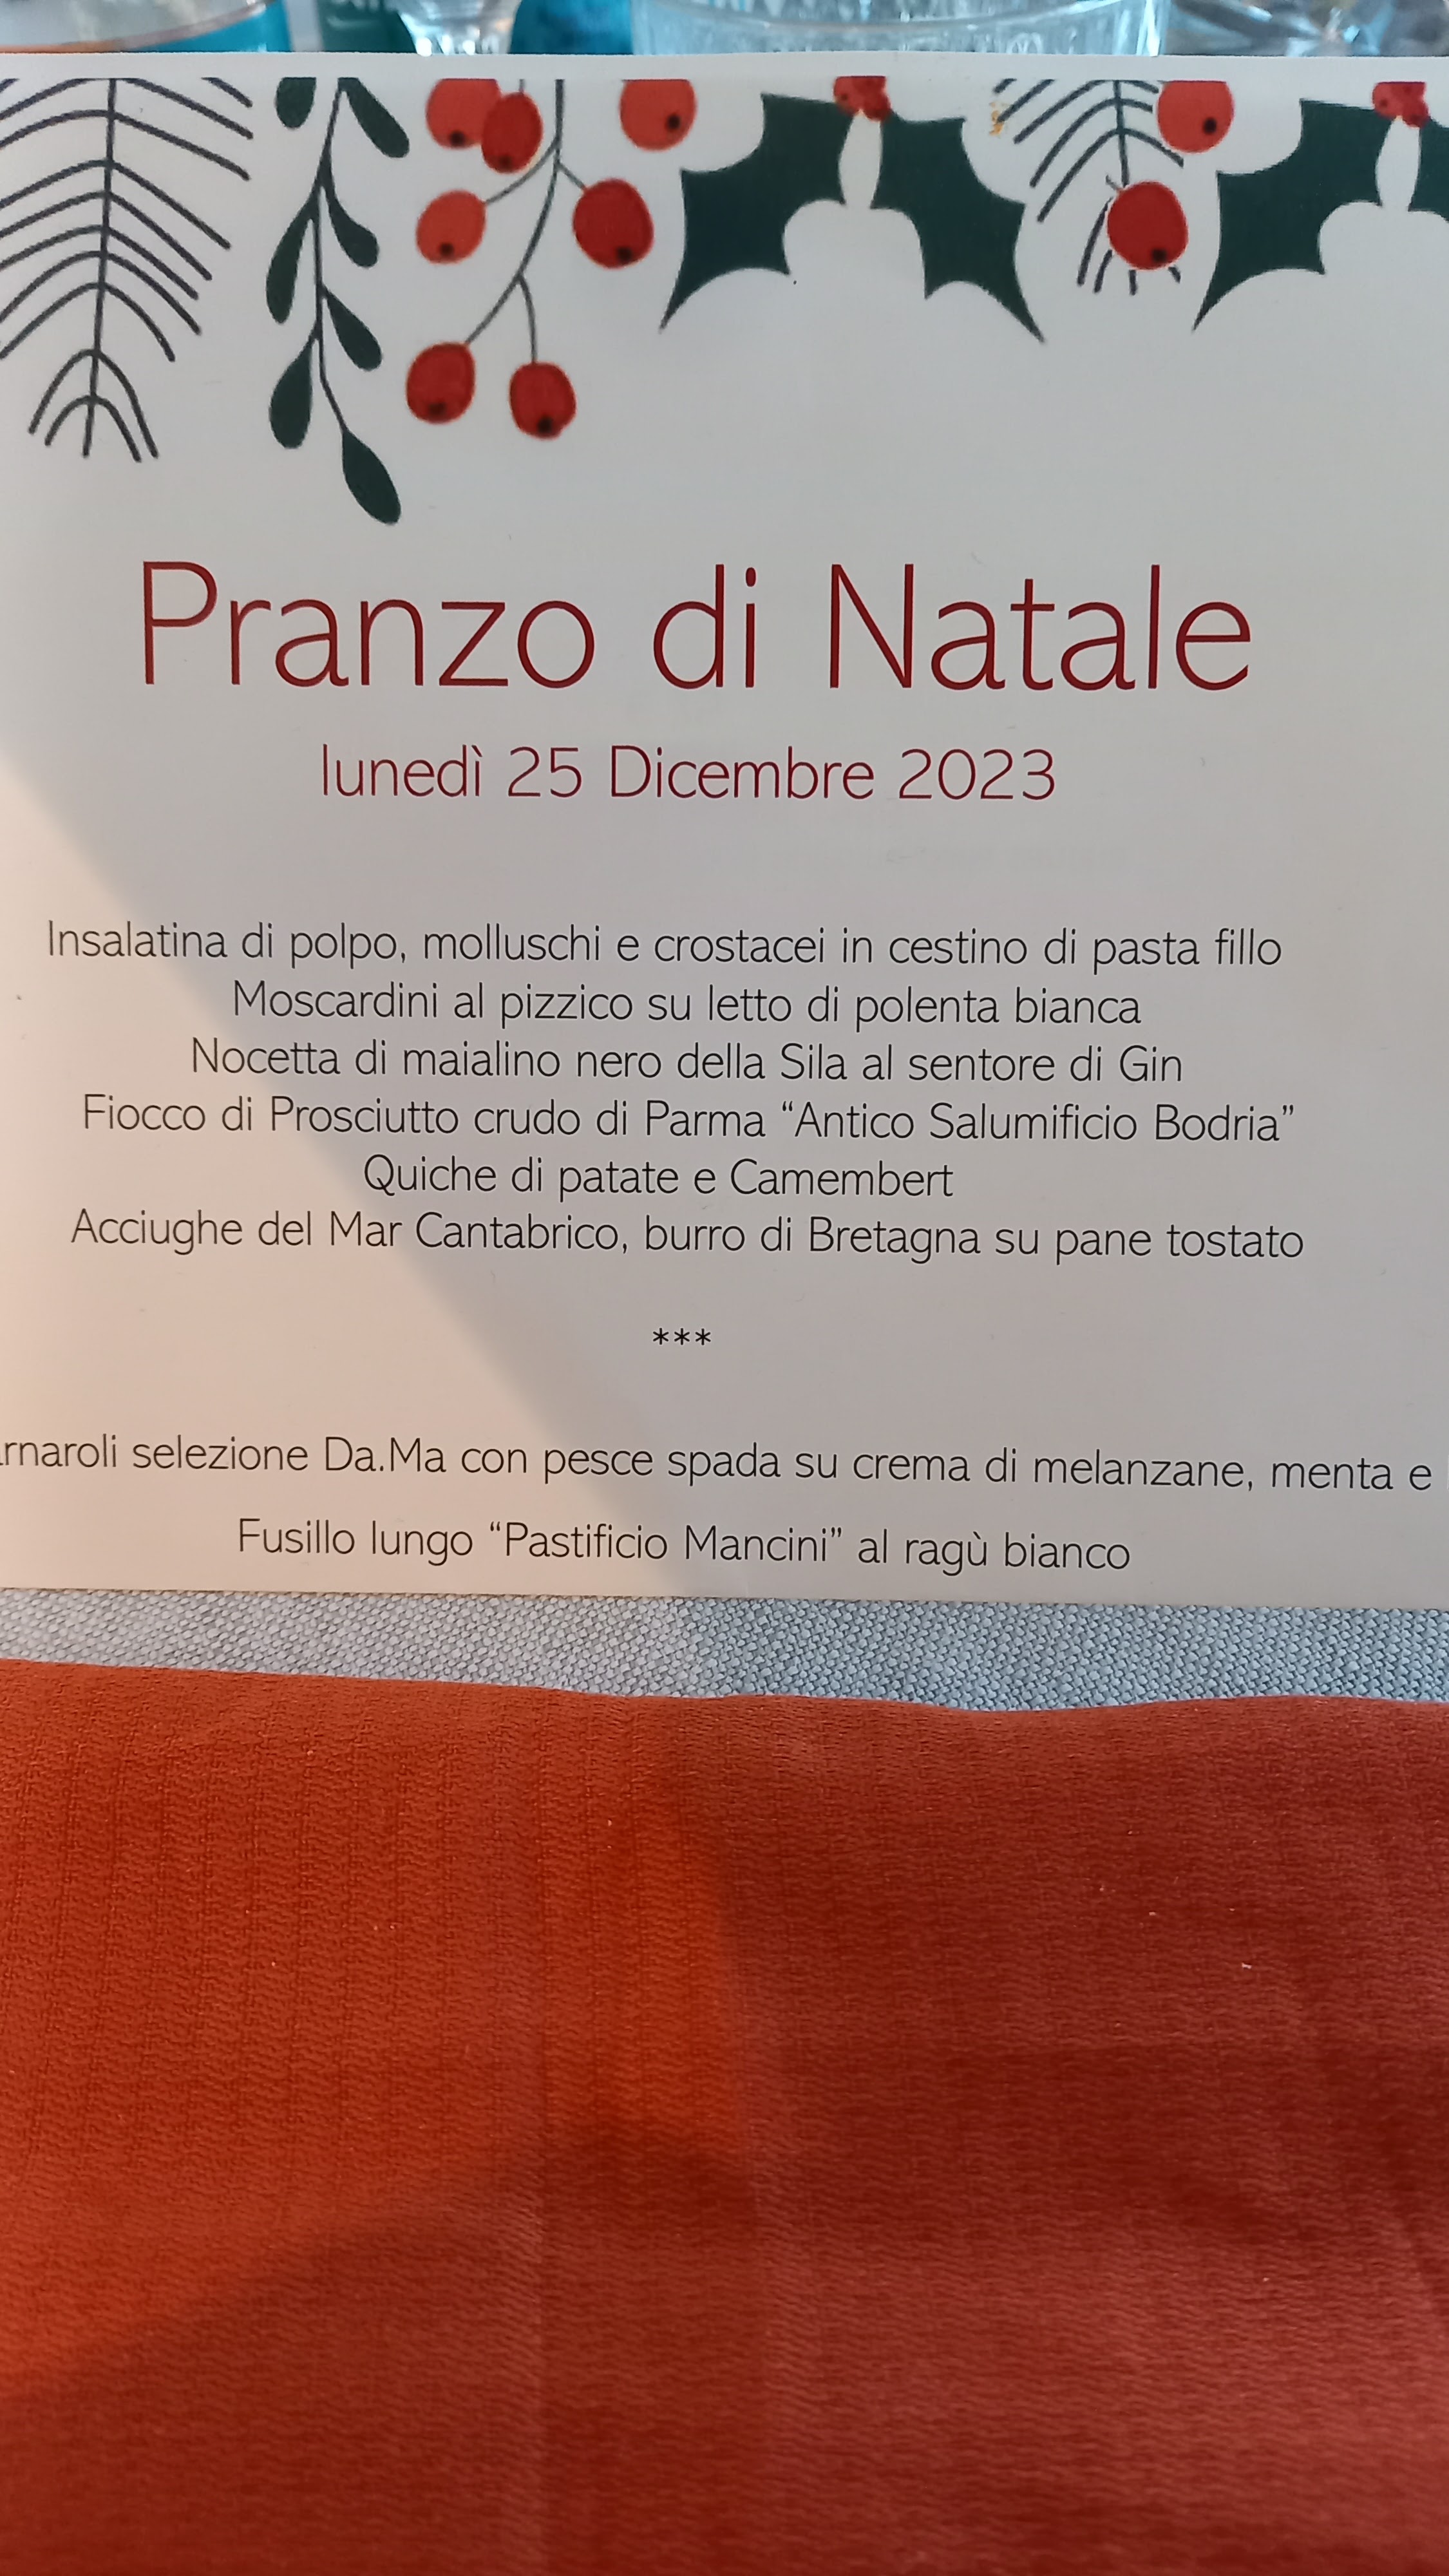 Pranzo di Natale
lunedì 25 Dicembre 2023
Insalatina di polpo, molluschi e crostacei in cestino di pasta fillo
Moscardini al pizzico su letto di polenta bianca
Nocetta di maialino nero della Sila al sentore di Gin
Fiocco di Prosciutto crudo di Parma “Antico Salumificio Bodria”
Quiche di patate e Camembert
Acciughe del Mar Cantabrico, burro di Bretagna su pane tostato
***
rnaroli selezione Da.Ma con pesce spada su crema di melanzane, menta e
Fusillo lungo “Pastificio Mancini” al ragù bianco